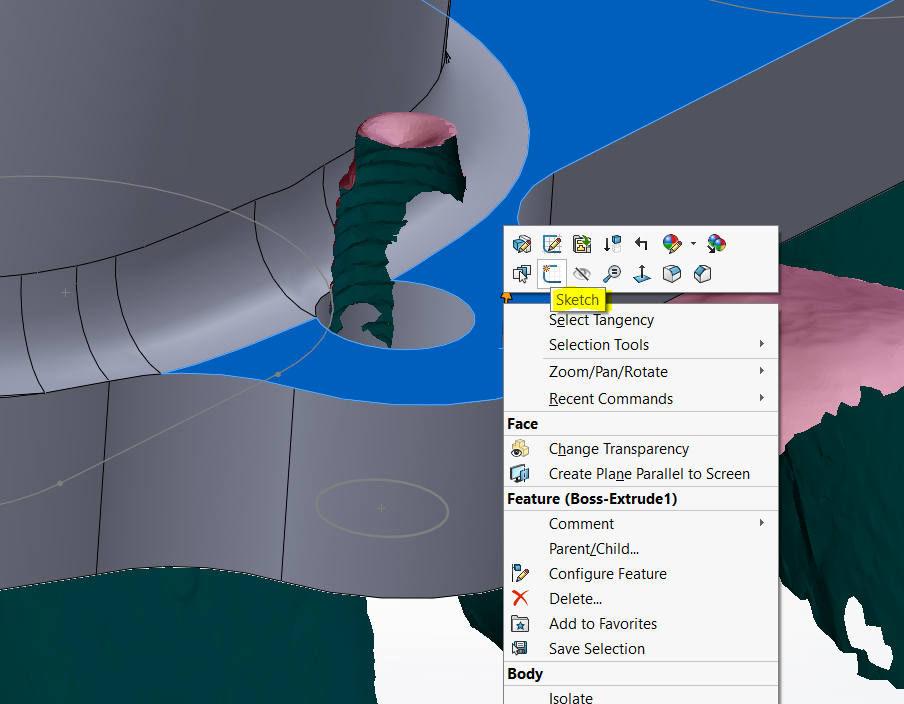 Sketch
Select Tangency
Selection Tools
Zoom/Pan/Rotate
Recent Commands
Face
Change Transparency
Create Plane Parallel to Screen
Feature (Boss-Extrude1)
Comment
Parent/Child...
Configure Feature
Delete...
Add to Favorites
Save Selection
Body
Isolate